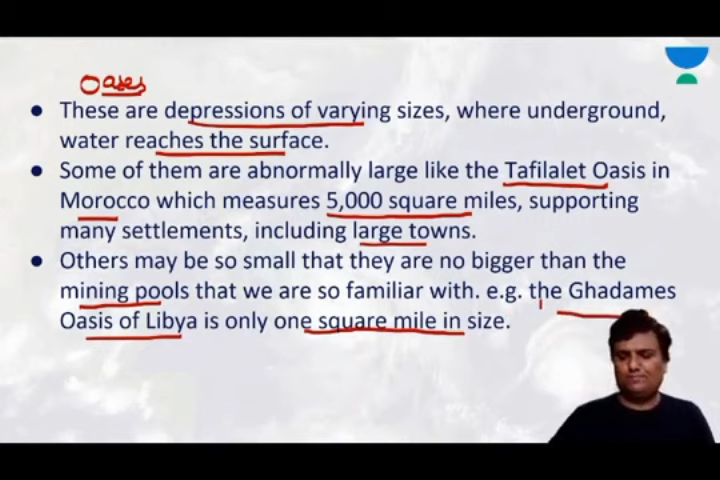 Oases
● These are depressions of varying sizes, where underground,
water reaches the surface.
● Some of them are abnormally large like the Tafilalet Oasis in
Morocco which measures 5,000 square miles, supporting
many settlements, including large towns.
● Others may be so small that they are no bigger than the
mining pools that we are so familiar with. e.g. the Ghadames
Oasis of Libya is only one square mile in size.